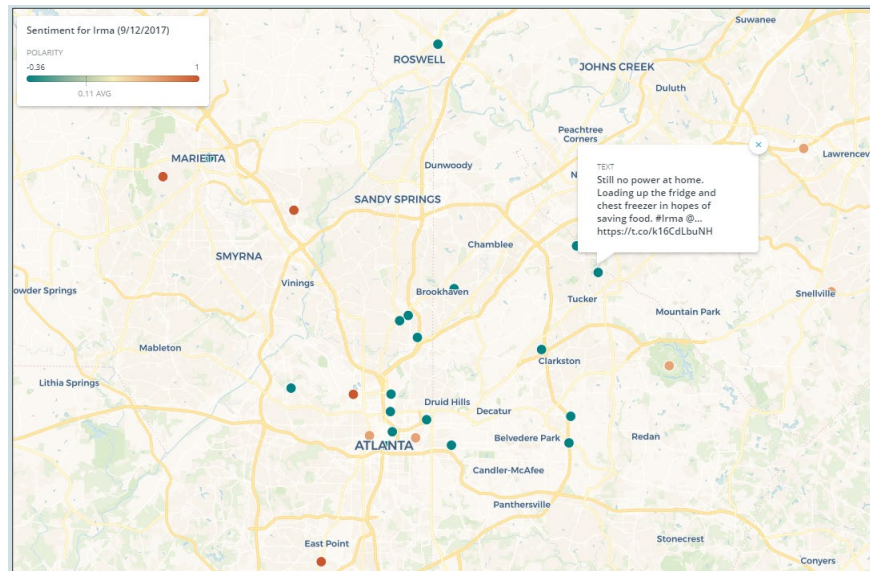 Sentiment for Irma (9/12/2017)
POLARITY
-0.36 1
0.11 AVG
Suwanee
ROSWELL
JOHNS CREEK
Duluth
Peachtree
Corners
MARIETTA
Lawrencev
Dunwoody
N
TEXT
Still no power at home.
Loading up the fridge and
chest freezer in hopes of
saving food. #Irma @...
https://t.co/k16CdLbuNH
SANDY SPRINGS
Chamblee
SMYRNA
Vinings
Brookhaven
Tucker
owder Springs
Snellville
Mountain Park
Mableton
Clarkston
Lithia Springs
Druid Hills
Decatur
ATLANTA
Belvedere Park
Redan
Candler-McAfee
Panthersville
East Point
Stonecrest
Conyers